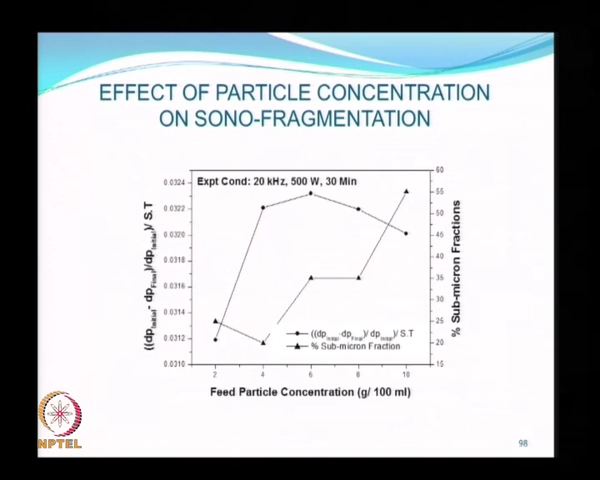 EFFECT OF PARTICLE CONCENTRATION
ON SONO-FRAGMENTATION
Expt Cond: 20 kHz, 500 W, 30 Min
((dp Initial - dp Final)/dp Initial)/ S.T
0.0324
0.0322
0.0320
0.0318
0.0316
0.0314
0.0312
0.0310
60
55
50
45
40
35
30
25
20
15
% Sub-micron Fractions
((dp Initial-dp Final)/ dp Initial)/ S.T
% Sub-micron Fraction
2 4 6 8 10
Feed Particle Concentration (g/ 100 ml)
NPTEL
98